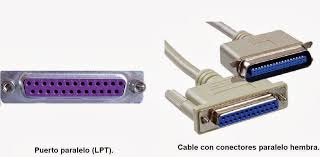 Puerto paralelo (LPT).
Cable con conectores paralelo hembra.